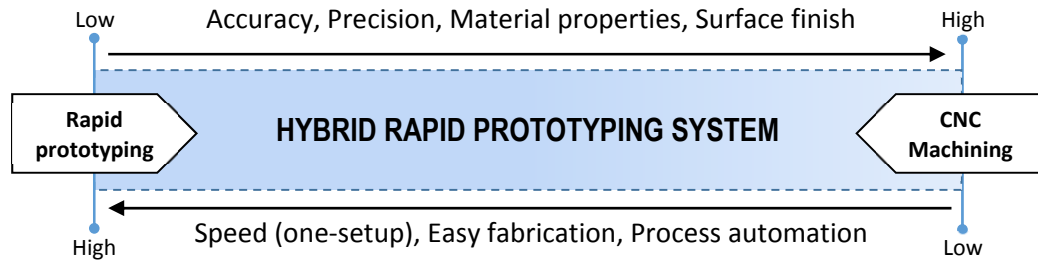 Low
Accuracy, Precision, Material properties, Surface finish
High
Rapid
prototyping
HYBRID RAPID PROTOTYPING SYSTEM
CNC
Machining
High
Speed (one-setup), Easy fabrication, Process automation
Low